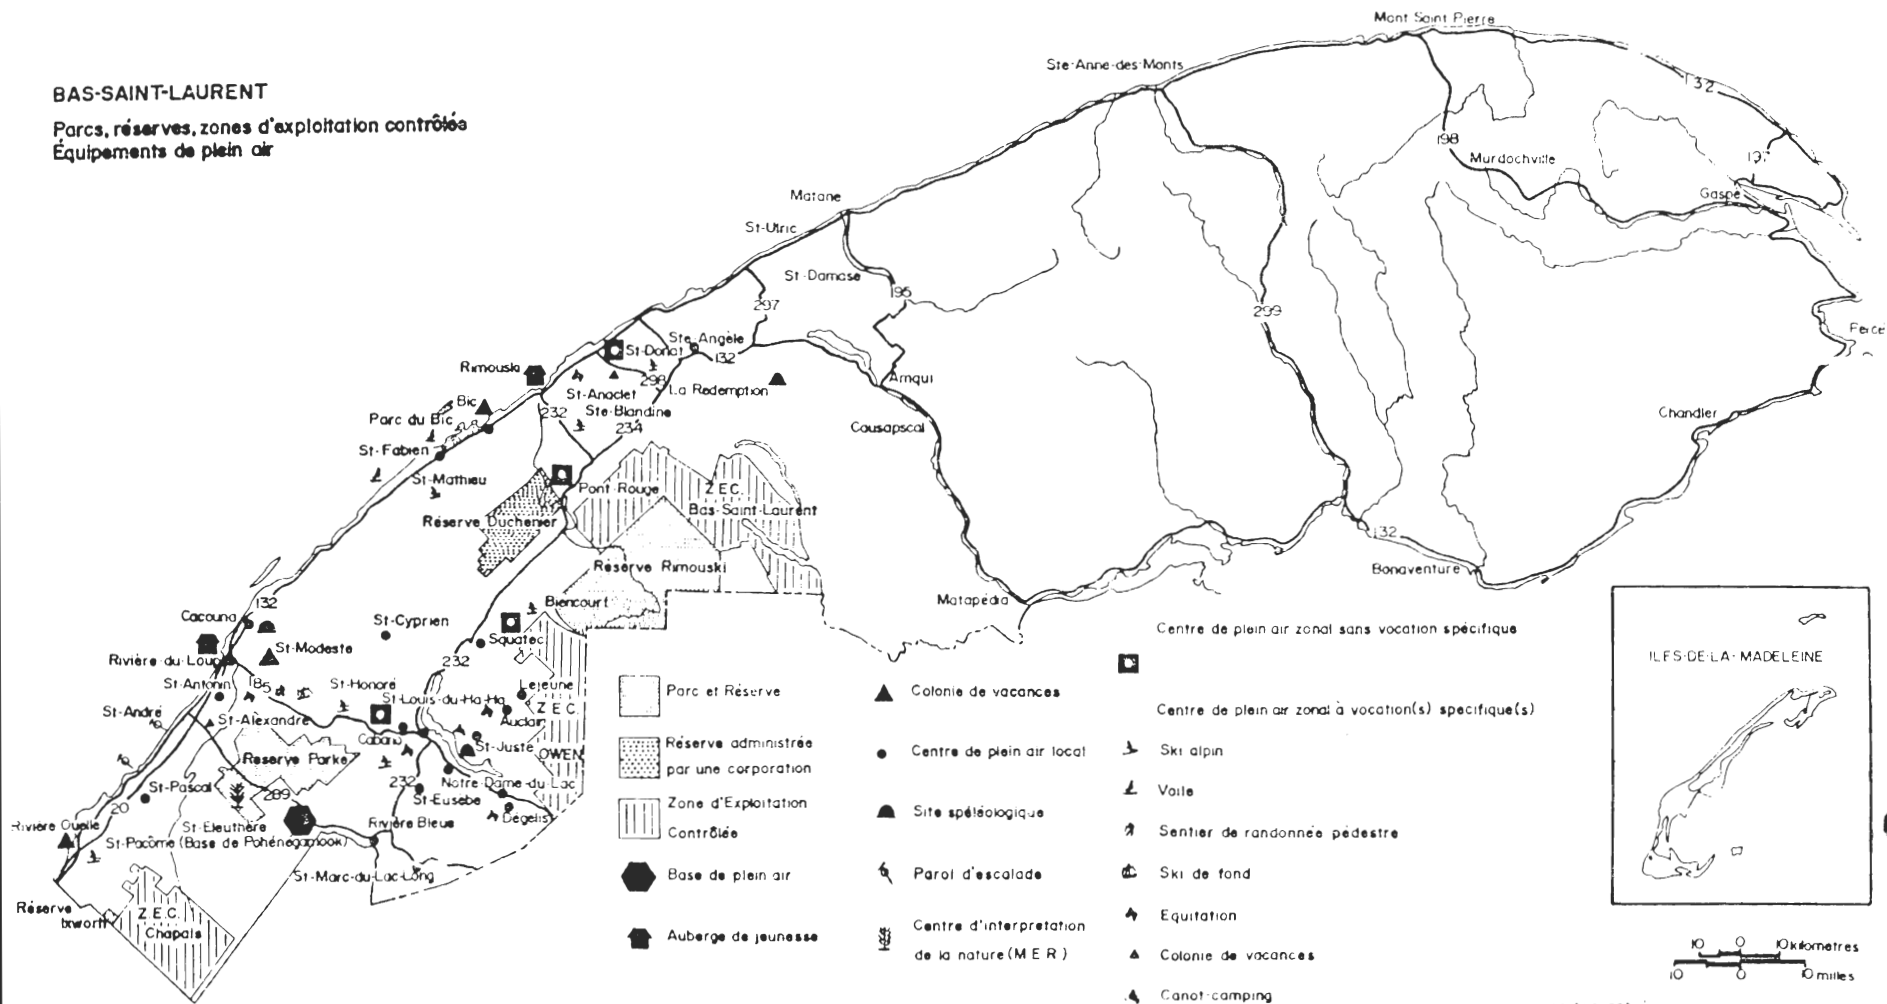 BAS-SAINT-LAURENT
Parcs, réserves, zones d'exploitation contrôlée
Équipements de plein air
Mont Saint Pierre
Ste-Anne-des-Monts
132
198
Murdochville
197
Gaspé
Matane
St-Ulric
St-Damase
195
297
299
Percé
Ste-Angèle
St-Donat
132
Rimouski
298
La Redemption
Amqui
St-Anaclet
Bic
232
Ste-Blandine
Parc du Bic
234
Causapscal
Chandler
St-Fabien
St-Mathieu
Pont-Rouge
Z.E.C.
Bas-Saint-Laurent
Réserve Duchenier
132
Réserve Rimouski
Bonaventure
Biencourt
Matapédia
132
Cacouna
St-Cyprien
Squatec
St-Modeste
Rivière-du-Loup
232
St-Antonin
185
St-Honoré
Lejeune
St-Louis-du-Ha-Ha
Z.E.C.
St-André
St-Alexandre
Auclair
Cabano
St-Juste
OWEN
Réserve Parke
232
Notre-Dame-du-Lac
St-Pascal
289
St-Eusèbe
20
Dégelis
Rivière Ouelle
St-Eleuthère
Rivière Bleue
St-Pacôme
(Base de Pohénégamook)
St-Marc-du-Lac-Long
Réserve
Ixworth
Z.E.C.
Chapais
Parc et Réserve
Réserve administrée
par une corporation
Zone d'Exploitation
Contrôlée
Base de plein air
Auberge de jeunesse
Colonie de vacances
Centre de plein air local
Site spéléologique
Paroi d'escalade
Centre d'interpretation
de la nature (M E R)
Centre de plein air zonal sans vocation spécifique
Centre de plein air zonal à vocation(s) specifique(s)
Ski alpin
Voile
Sentier de randonnée pédestre
Ski de fond
Equitation
Colonie de vacances
Canot-camping
ILES-DE-LA-MADELEINE
10 0 10 kilomètres
10 0 10 milles